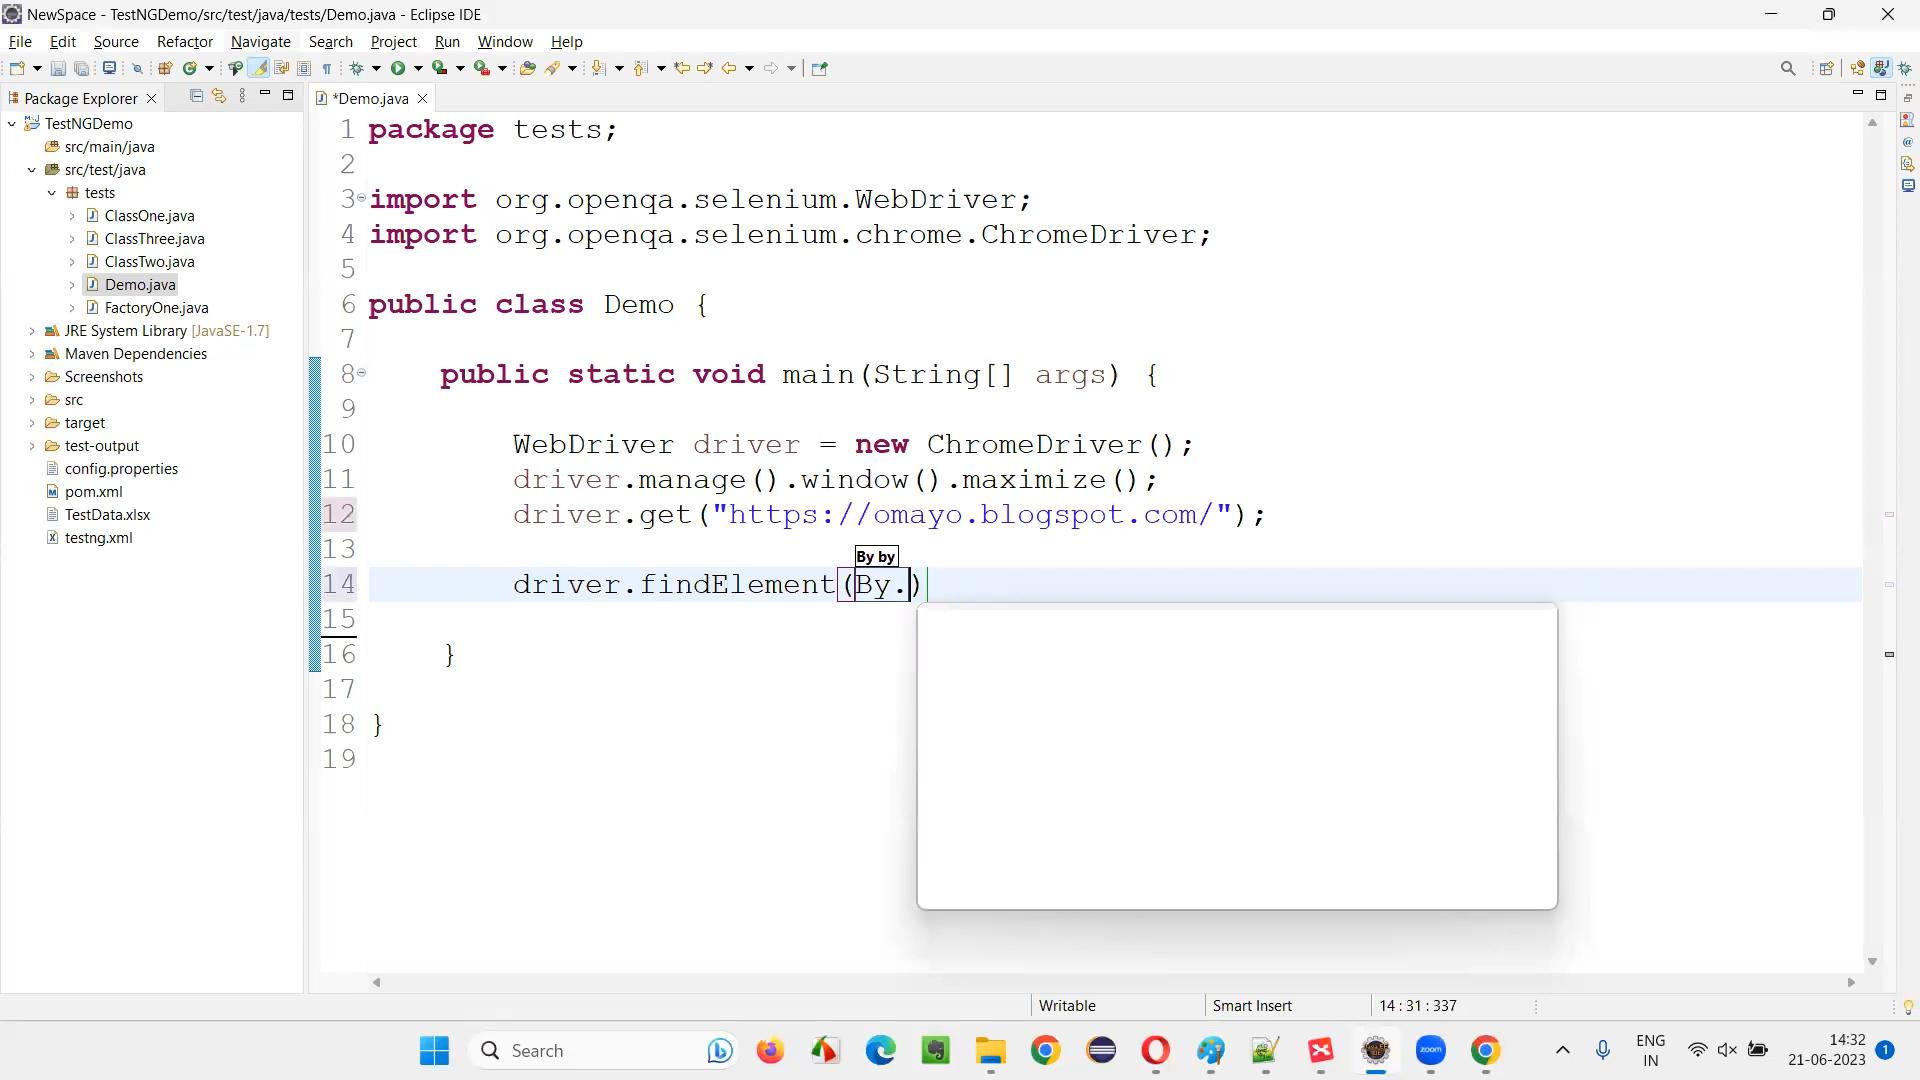 NewSpace - TestNGDemo/src/test/java/tests/Demo.java - Eclipse IDE
File Edit Source Refactor Navigate Search Project Run Window Help
Package Explorer
*Demo.java
TestNGDemo
src/main/java
src/test/java
tests
ClassOne.java
ClassThree.java
ClassTwo.java
Demo.java
FactoryOne.java
JRE System Library [JavaSE-1.7]
Maven Dependencies
Screenshots
src
target
test-output
config.properties
pom.xml
TestData.xlsx
testng.xml
1 package tests;
2
3 import org.openqa.selenium.WebDriver;
4 import org.openqa.selenium.chrome.ChromeDriver;
5
6 public class Demo {
7
8 public static void main(String[] args) {
9
10 WebDriver driver = new ChromeDriver();
11 driver.manage().window().maximize();
12 driver.get("https://omayo.blogspot.com/");
13
By by
14 driver.findElement(By.)
15
16 }
17
18 }
19
Writable Smart Insert 14 : 31 : 337
Search
zoom
ENG
IN
14:32
21-06-2023
1